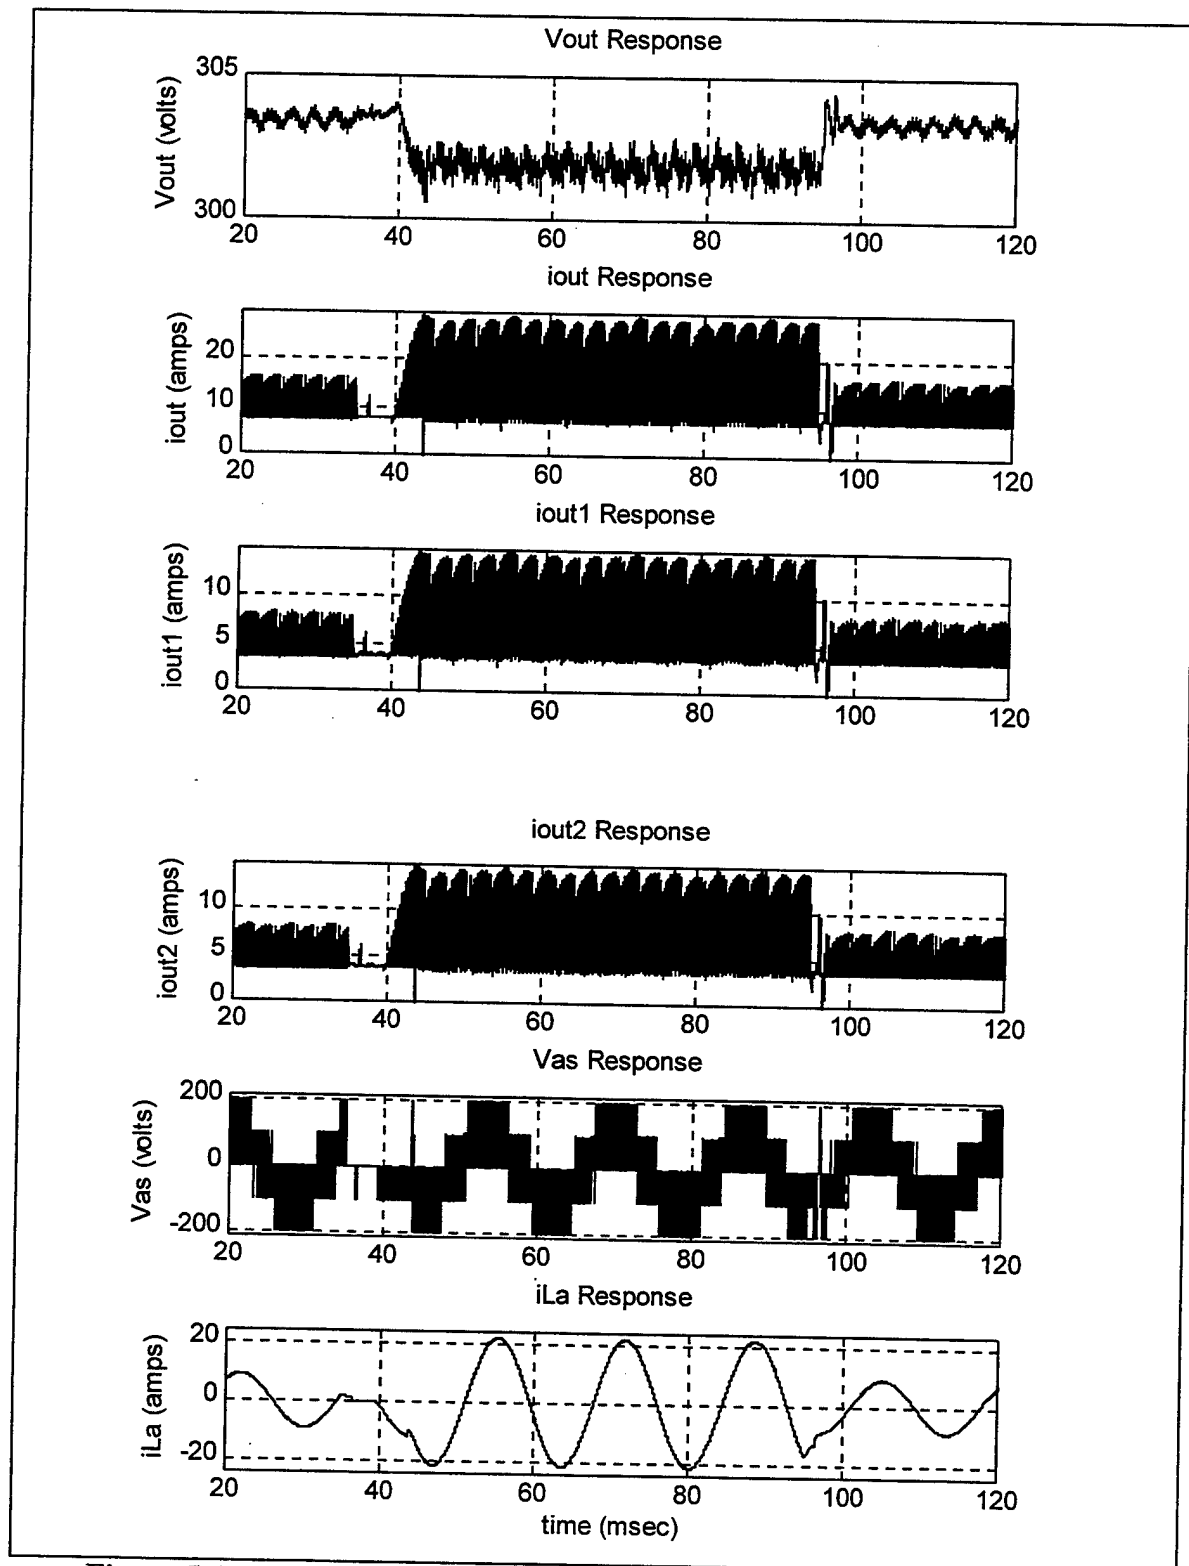 Vout Response
305
Vout (volts)
300
20 40 60 80 100 120
iout Response
20
iout (amps)
10
0
20 40 60 80 100 120
iout1 Response
10
iout1 (amps)
5
0
20 40 60 80 100 120
iout2 Response
10
iout2 (amps)
5
0
20 40 60 80 100 120
Vas Response
200
Vas (volts)
0
-200
20 40 60 80 100 120
iLa Response
20
iLa (amps)
0
-20
20 40 60 80 100 120
time (msec)